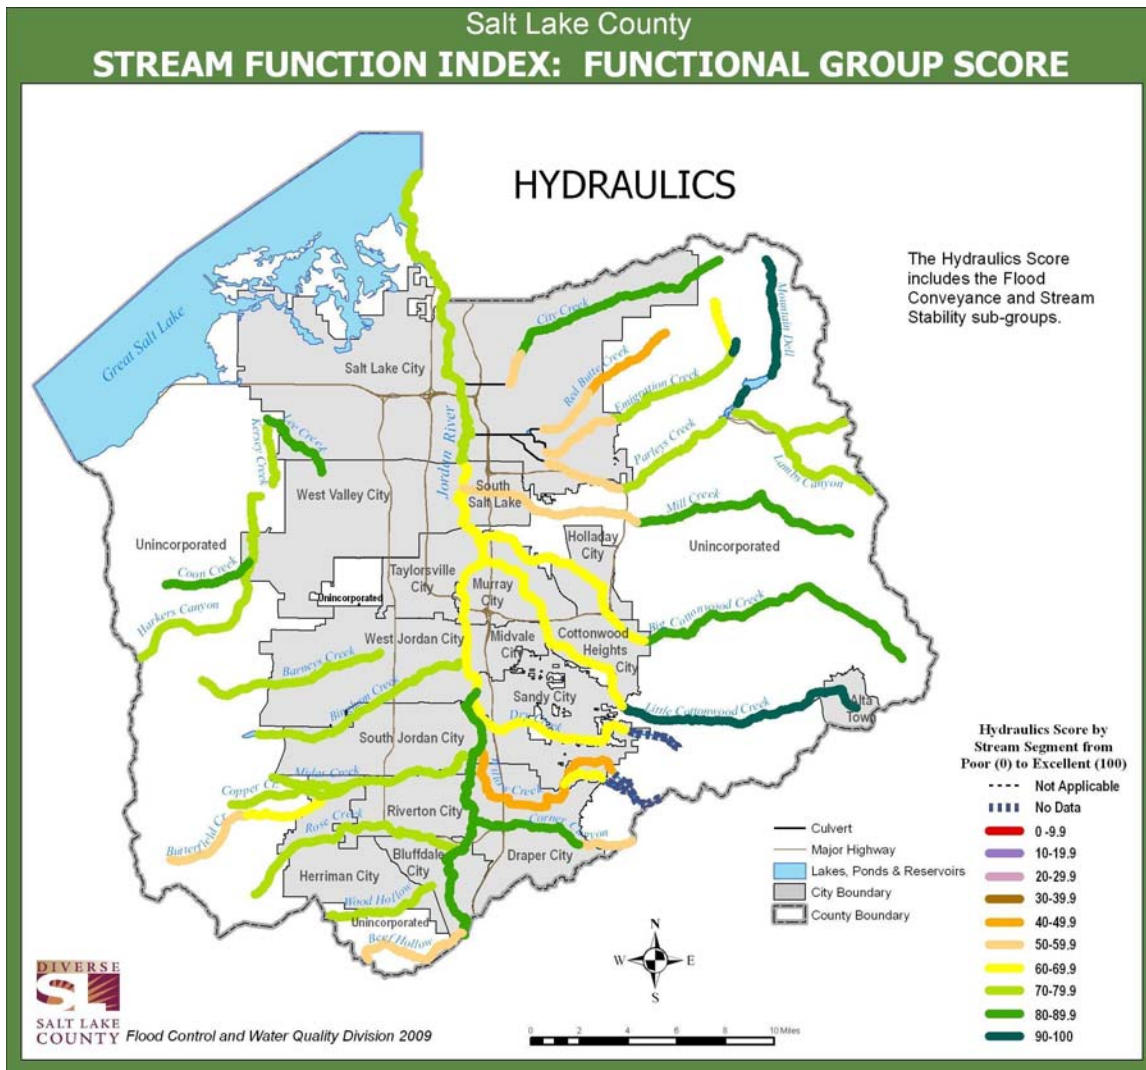 Salt Lake County
STREAM FUNCTION INDEX: FUNCTIONAL GROUP SCORE
HYDRAULICS
The Hydraulics Score
includes the Flood
Conveyance and Stream
Stability sub-groups.
Great Salt Lake
City Creek
Mountain Dell
Salt Lake City
Red Butte Creek
Emigration Creek
Jordan River
Parleys Creek
Lambs Canyon
Kersey Creek
Lee Creek
West Valley City
South
Salt Lake
Mill Creek
Unincorporated
Holladay
City
Unincorporated
Coon Creek
Taylorsville
City
Murray
City
Unincorporated
Harkers Canyon
Big Cottonwood Creek
West Jordan City
Midvale
City
Cottonwood
Heights
City
Barneys Creek
Bingham Creek
Sandy City
Little Cottonwood Creek
Alta
Town
Dry Creek
South Jordan City
Midas Creek
Copper Cr.
Willow Creek
Butterfield Cr.
Riverton City
Corner Canyon
Rose Creek
Bluffdale
City
Draper City
Herriman City
Wood Hollow
Unincorporated
Beef Hollow
Culvert
Major Highway
Lakes, Ponds & Reservoirs
City Boundary
County Boundary
Hydraulics Score by
Stream Segment from
Poor (0) to Excellent (100)
Not Applicable
No Data
0 -9.9
10-19.9
20-29.9
30-39.9
40-49.9
50-59.9
60-69.9
70-79.9
80-89.9
90-100
N
W
E
S
0 2 4 6 8 10 Miles
DIVERSE
SL
SALT LAKE
COUNTY
Flood Control and Water Quality Division 2009